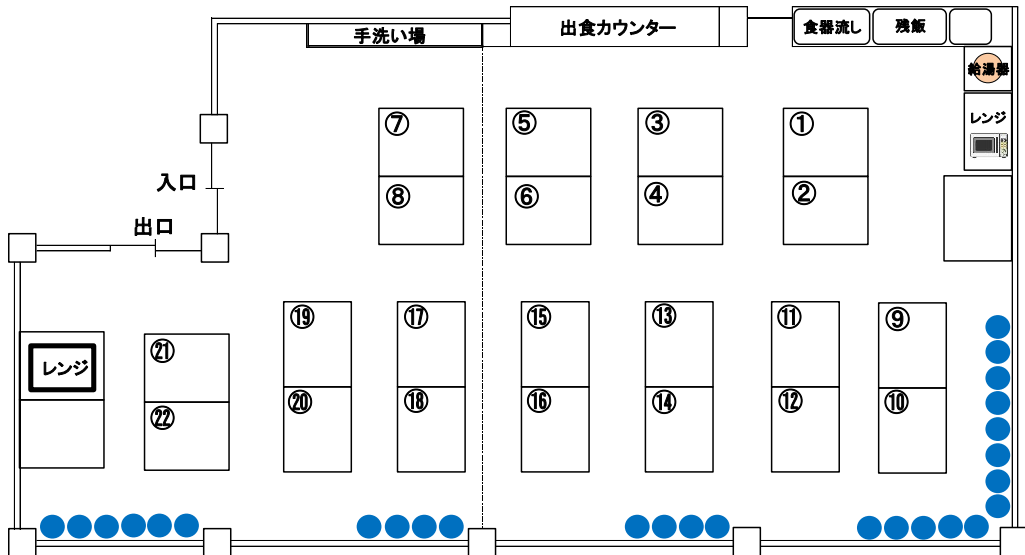 手洗い場
出食カウンター
食器流し
残飯
給湯器
レンジ
⑦
⑤
③
①
入口
⑧
⑥
④
②
出口
⑲
⑰
⑮
⑬
⑪
⑨
㉑
レンジ
⑳
⑱
⑯
⑭
⑫
⑩
㉒